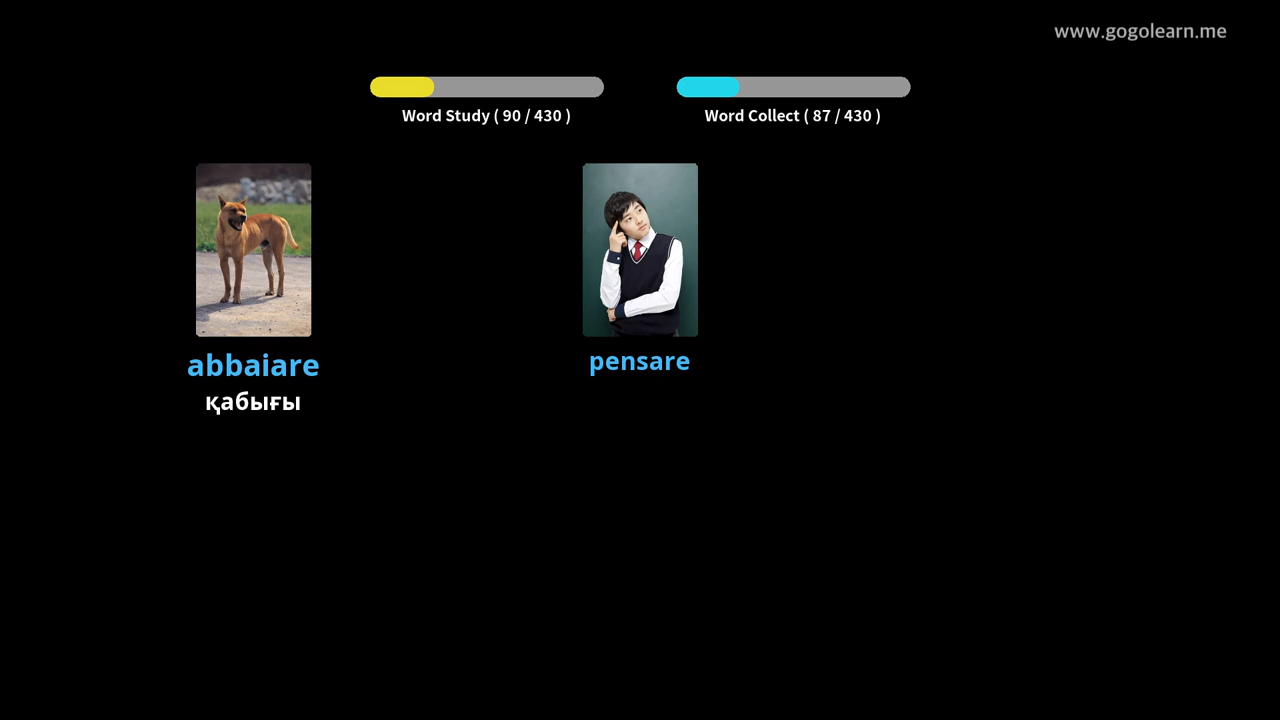 www.gogolearn.me
Word Study ( 90 / 430 )
Word Collect ( 87 / 430 )
abbaiare
қабығы
pensare